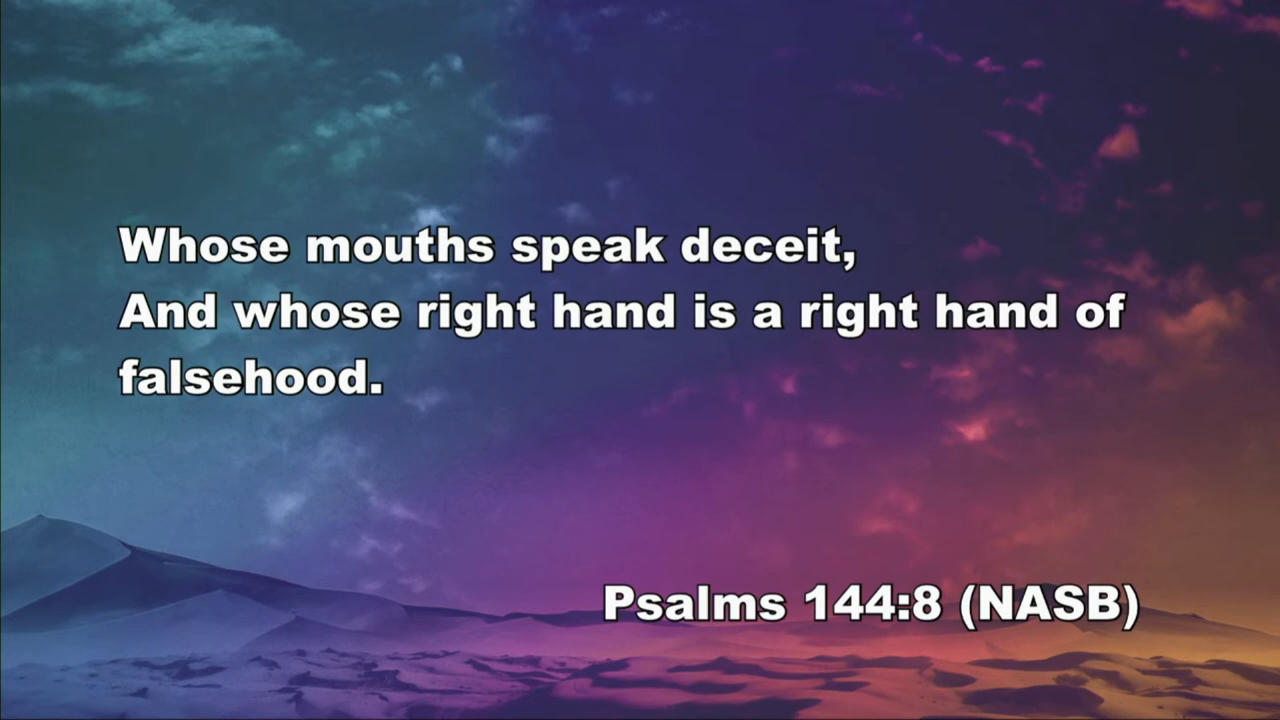 Whose mouths speak deceit,
And whose right hand is a right hand of
falsehood.
Psalms 144:8 (NASB)